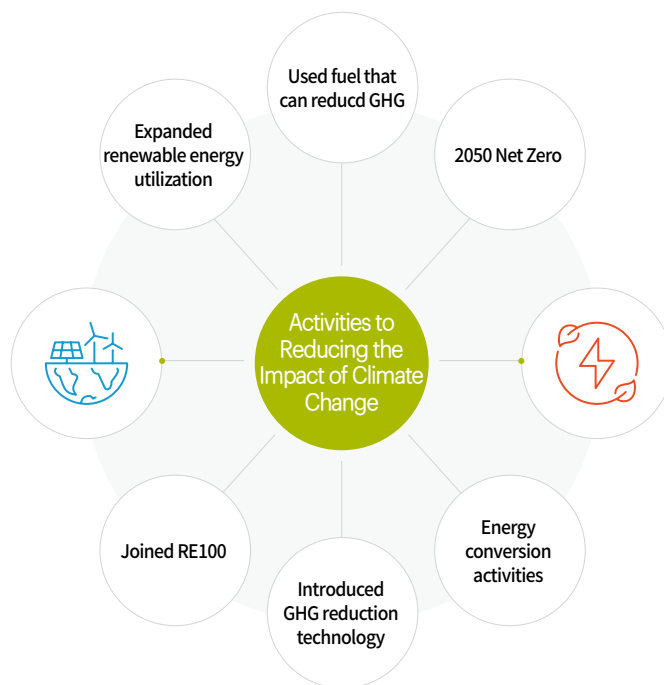 Used fuel that
can reducd GHG
Expanded
renewable energy
utilization
2050 Net Zero
Activities to
Reducing the
Impact of Climate
Change
Joined RE100
Energy
conversion
activities
Introduced
GHG reduction
technology